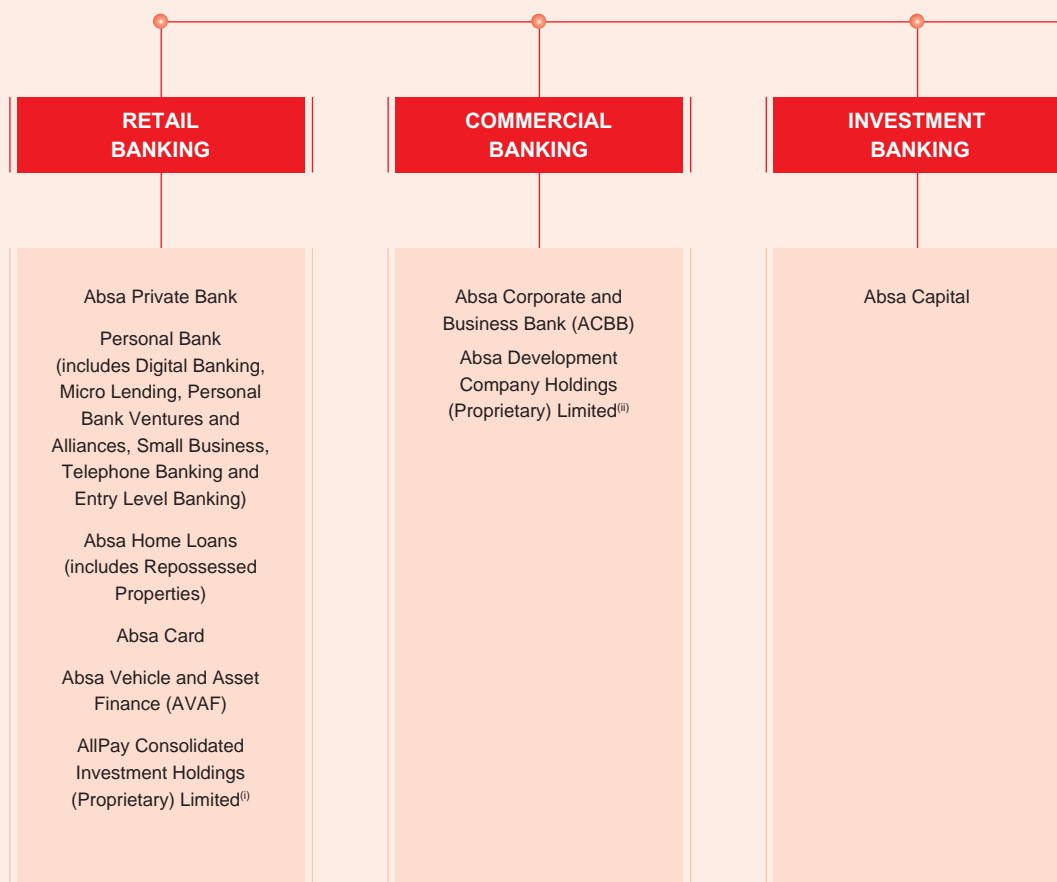 RETAIL
BANKING
Absa Private Bank
Personal Bank
(includes Digital Banking,
Micro Lending, Personal
Bank Ventures and
Alliances, Small Business,
Telephone Banking and
Entry Level Banking)
Absa Home Loans
(includes Repossessed
Properties)
Absa Card
Absa Vehicle and Asset
Finance (AVAF)
AllPay Consolidated
Investment Holdings
(Proprietary) Limited(i)
COMMERCIAL
BANKING
Absa Corporate and
Business Bank (ACBB)
Absa Development
Company Holdings
(Proprietary) Limited(ii)
INVESTMENT
BANKING
Absa Capital